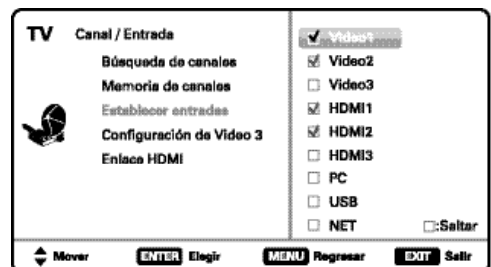 TV Canal / Entrada
Búsqueda de canales
Memoria de canales
Establecer entradas
Configuración de Video 3
Enlace HDMI
Video1
Video2
Video3
HDMI1
HDMI2
HDMI3
PC
USB
NET
:Saltar
Mover ENTER Elegir MENU Regresar EXIT Salir